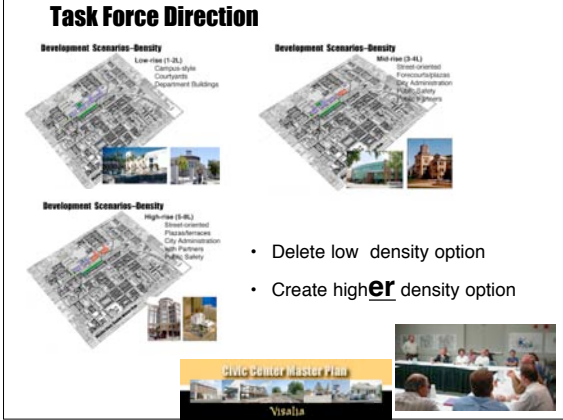 Task Force Direction
Development Scenarios–Density
Low-rise (1-2L)
Campus-style
Courtyards
Department Buildings
Development Scenarios–Density
Mid-rise (3-4L)
Street-oriented
Forecourts/plazas
City Administration
Public Safety
Public Partners
Development Scenarios–Density
High-rise (5-8L)
Street-oriented
Plazas/terraces
City Administration
with Partners
Public Safety
• Delete low density option
• Create higher density option
Civic Center Master Plan
Visalia